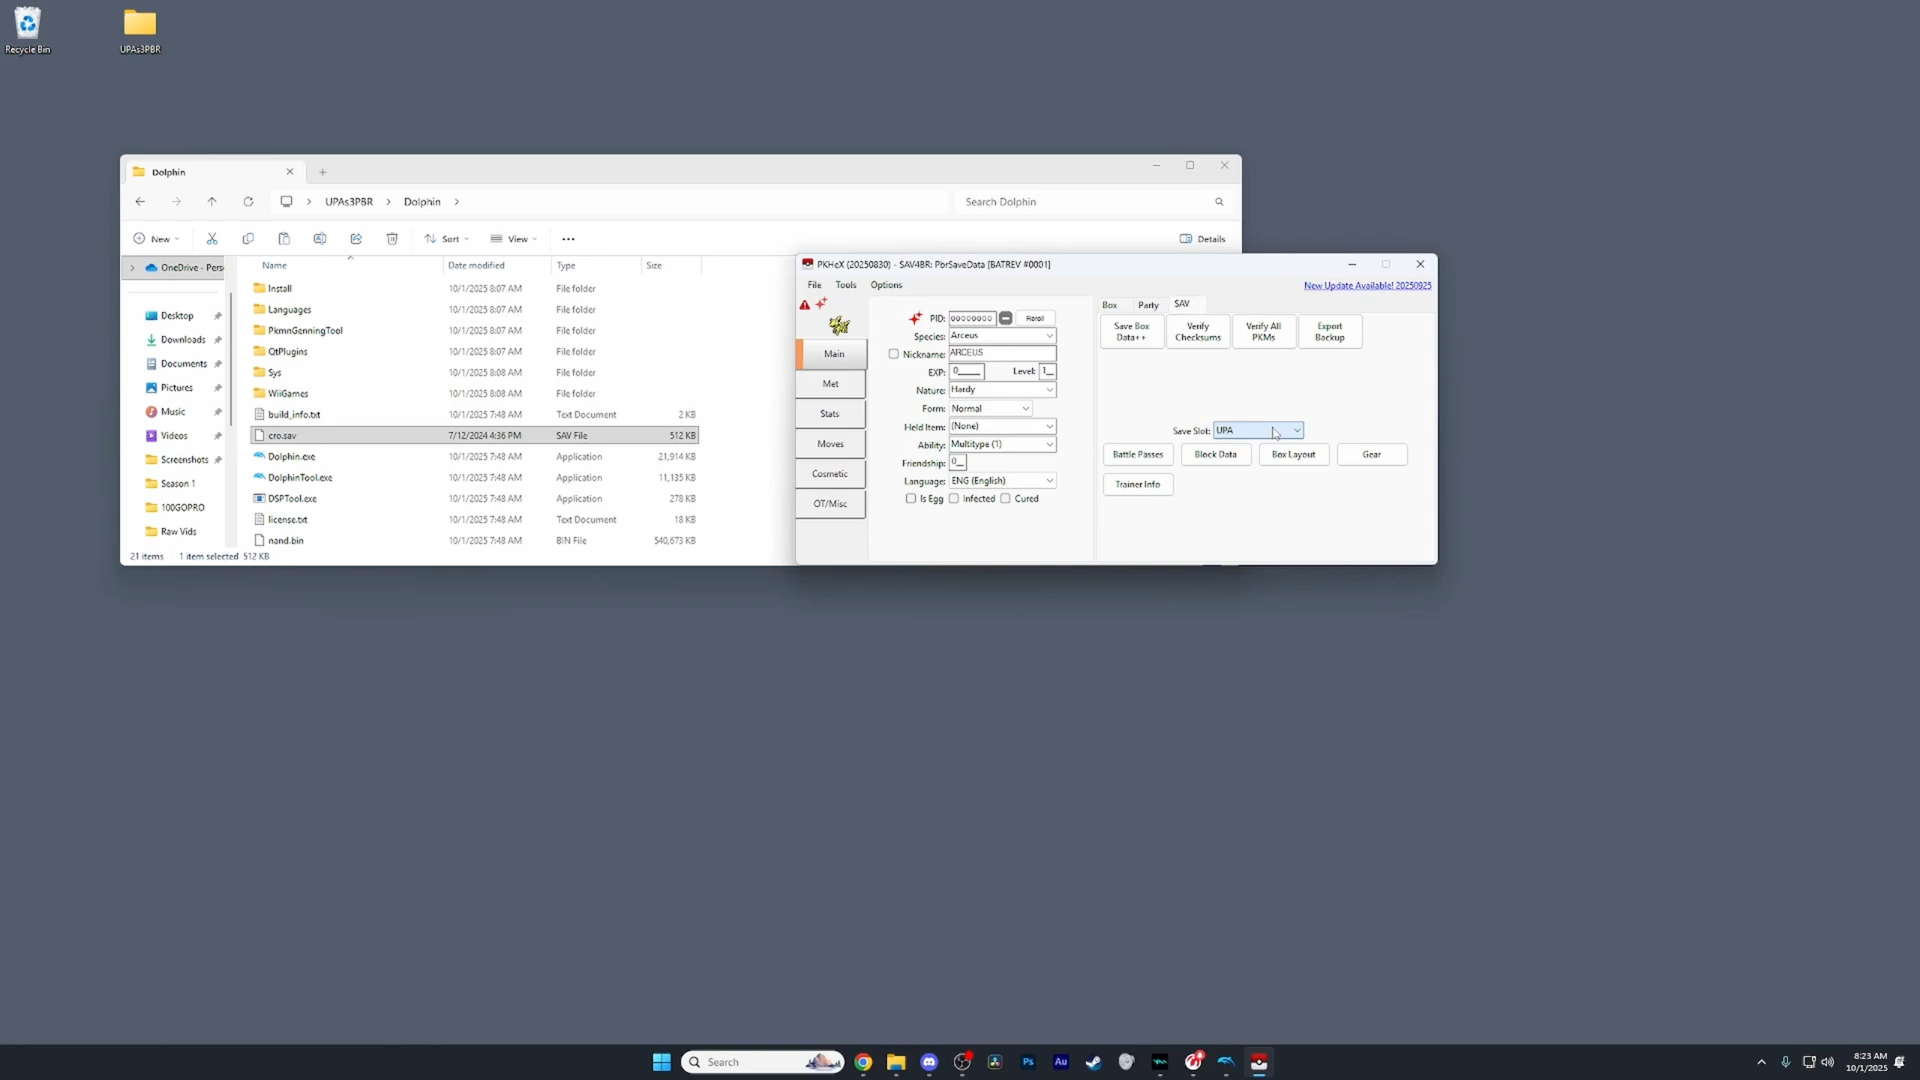 Recycle Bin
UPAs3PBR
Dolphin
UPAs3PBR
Dolphin
Search Dolphin
New
Sort
View
Details
OneDrive - Pers
Desktop
Downloads
Documents
Pictures
Music
Videos
Screenshots
Season 1
100GOPRO
Raw Vids
Name Date modified Type Size
Install 10/1/2025 8:07 AM File folder
Languages 10/1/2025 8:07 AM File folder
PkmnGenningTool 10/1/2025 8:07 AM File folder
QtPlugins 10/1/2025 8:07 AM File folder
Sys 10/1/2025 8:08 AM File folder
WiiGames 10/1/2025 8:08 AM File folder
build_info.txt 10/1/2025 7:48 AM Text Document 2 KB
cro.sav 7/12/2024 4:36 PM SAV File 512 KB
Dolphin.exe 10/1/2025 7:48 AM Application 21,914 KB
DolphinTool.exe 10/1/2025 7:48 AM Application 11,135 KB
DSPTool.exe 10/1/2025 7:48 AM Application 278 KB
license.txt 10/1/2025 7:48 AM Text Document 18 KB
nand.bin 10/1/2025 7:48 AM BIN File 540,673 KB
21 items 1 item selected 512 KB
PKHeX (20250830) - SAV4BR: PbrSaveData [BATREV #0001]
File Tools Options
New Update Available! 20250925
Main
Met
Stats
Moves
Cosmetic
OT/Misc
PID: 00000000 Reroll
Species: Arceus
Nickname: ARCEUS
EXP: 0____ Level: 1_
Nature: Hardy
Form: Normal
Held Item: (None)
Ability: Multitype (1)
Friendship: 0_
Language: ENG (English)
Is Egg Infected Cured
Box Party SAV
Save Box Data++
Verify Checksums
Verify All PKMs
Export Backup
Save Slot: UPA
Battle Passes
Block Data
Box Layout
Gear
Trainer Info
Search
Ps
Au
8:23 AM
10/1/2025